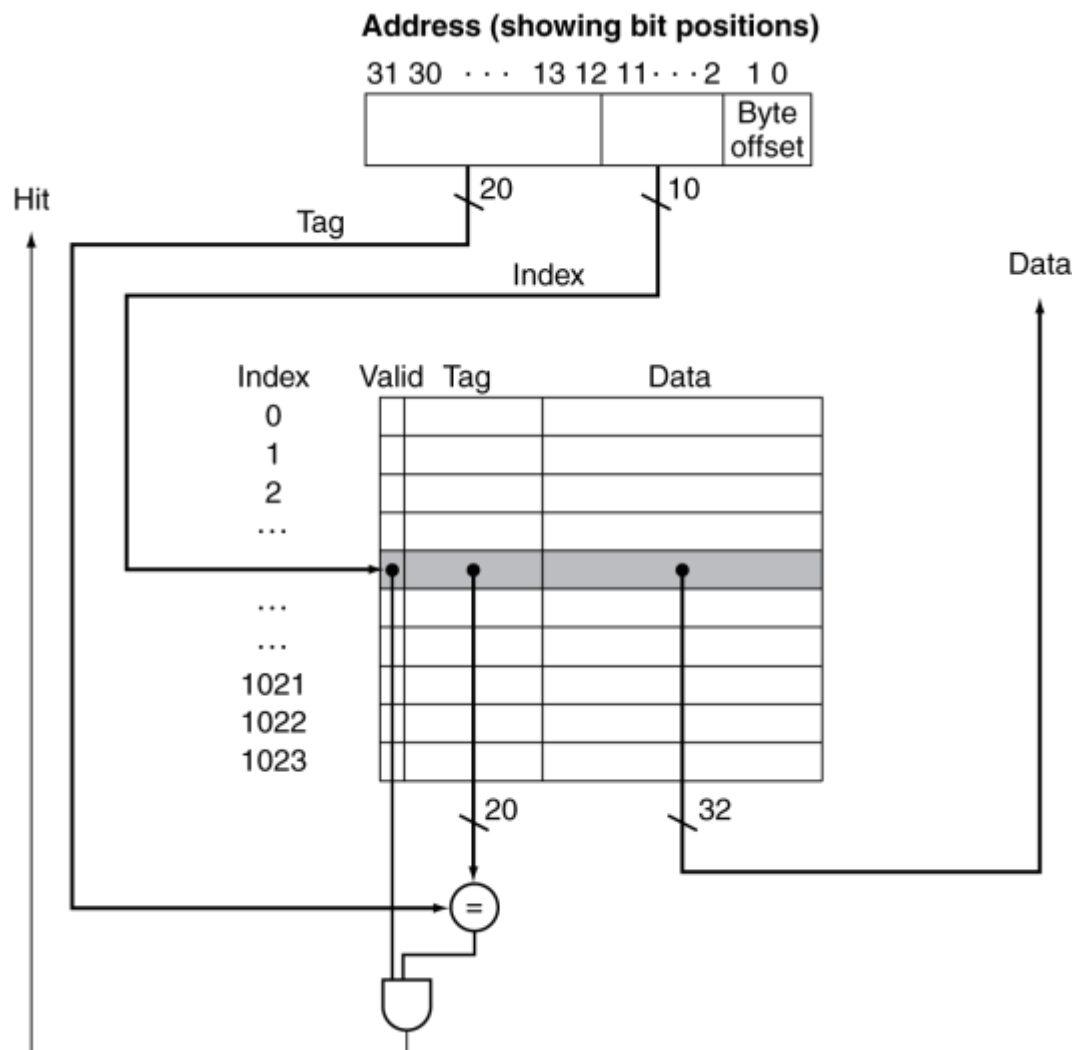 Address (showing bit positions)
31 30 · · · 13 12 11 · · · 2 1 0
Byte
offset
20 10
Hit
Tag
Index
Data
Index Valid Tag Data
0
1
2
...
...
...
1021
1022
1023
20 32
=